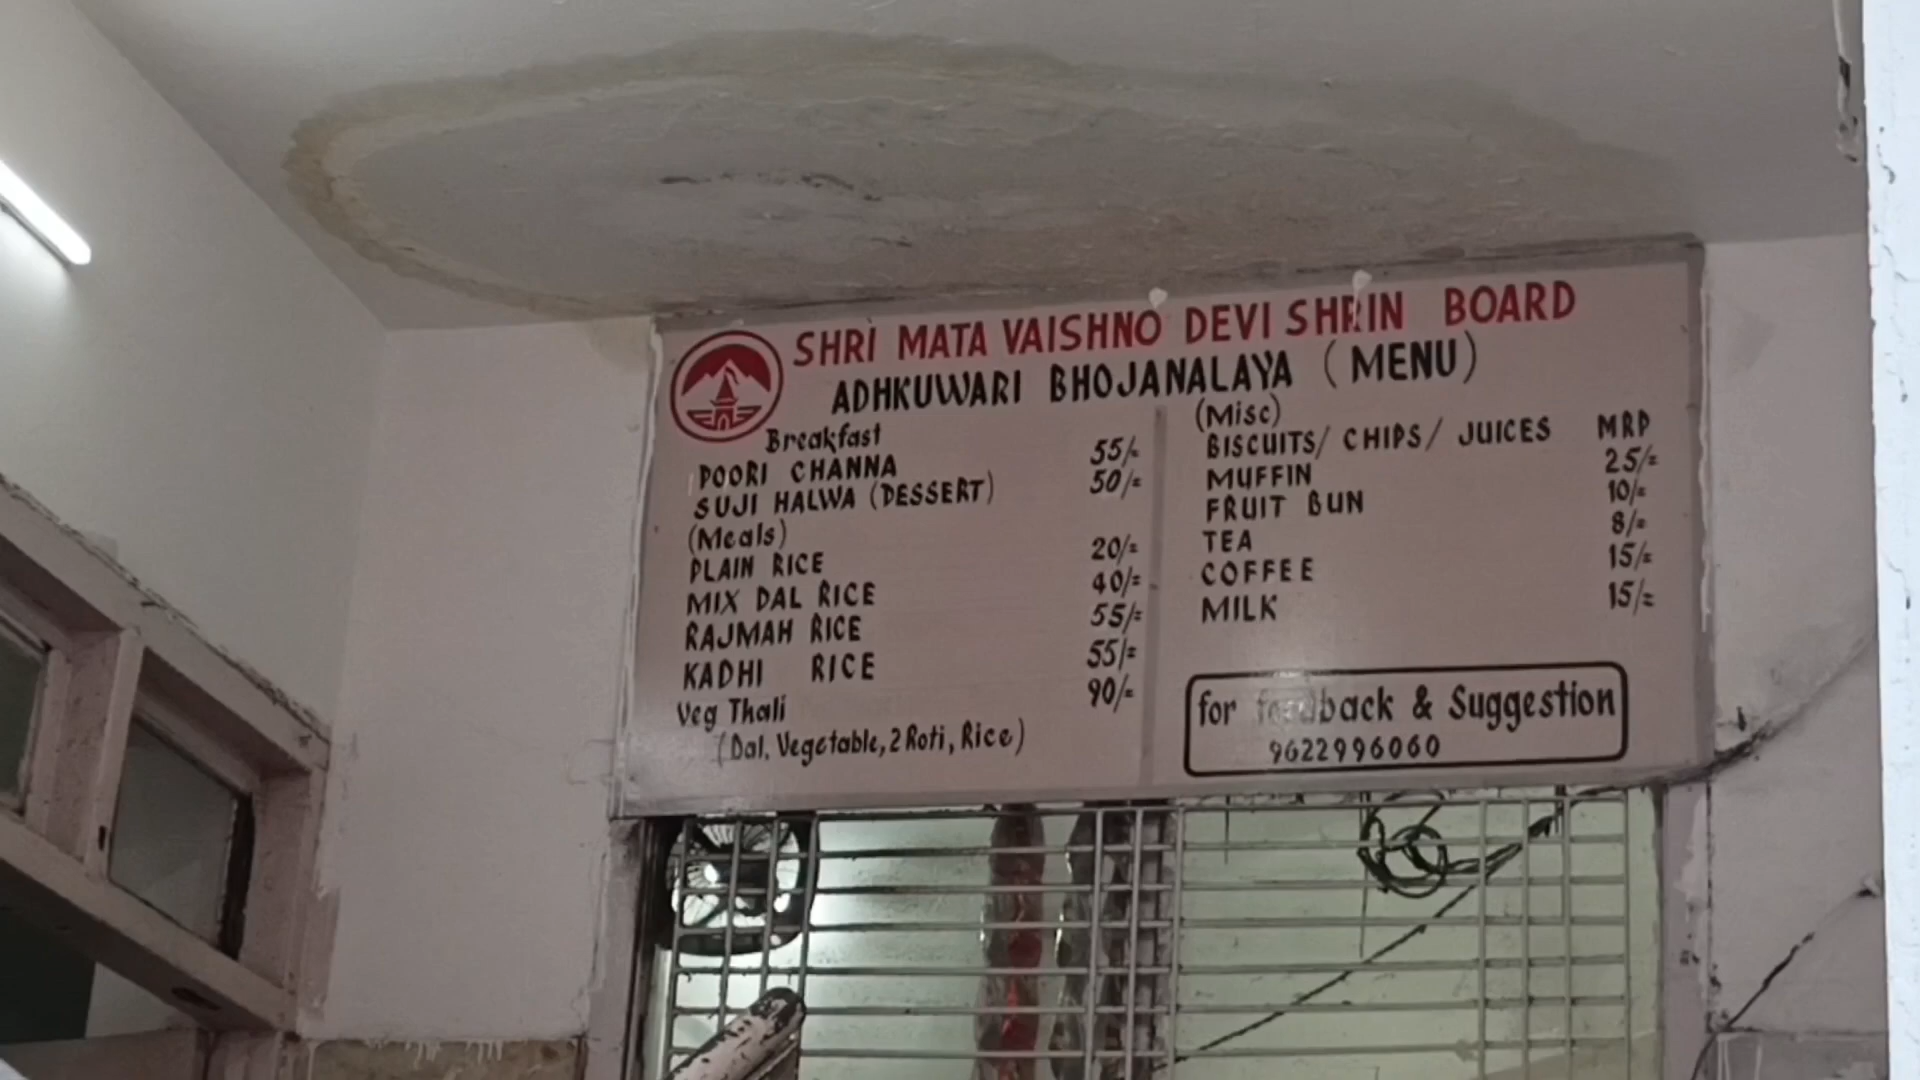 SHRI MATA VAISHNO DEVI SHRIN BOARD
ADHKUWARI BHOJANALAYA (MENU)
Breakfast
POORI CHANNA 55/=
SUJI HALWA (DESSERT) 50/=
(Meals)
PLAIN RICE 20/=
MIX DAL RICE 40/=
RAJMAH RICE 55/=
KADHI RICE 55/=
Veg Thali 90/=
(Dal, Vegetable, 2 Roti, Rice)
(Misc)
BISCUITS/ CHIPS/ JUICES MRP
MUFFIN 25/=
FRUIT BUN 10/=
TEA 8/=
COFFEE 15/=
MILK 15/=
for feedback & Suggestion
9622996060